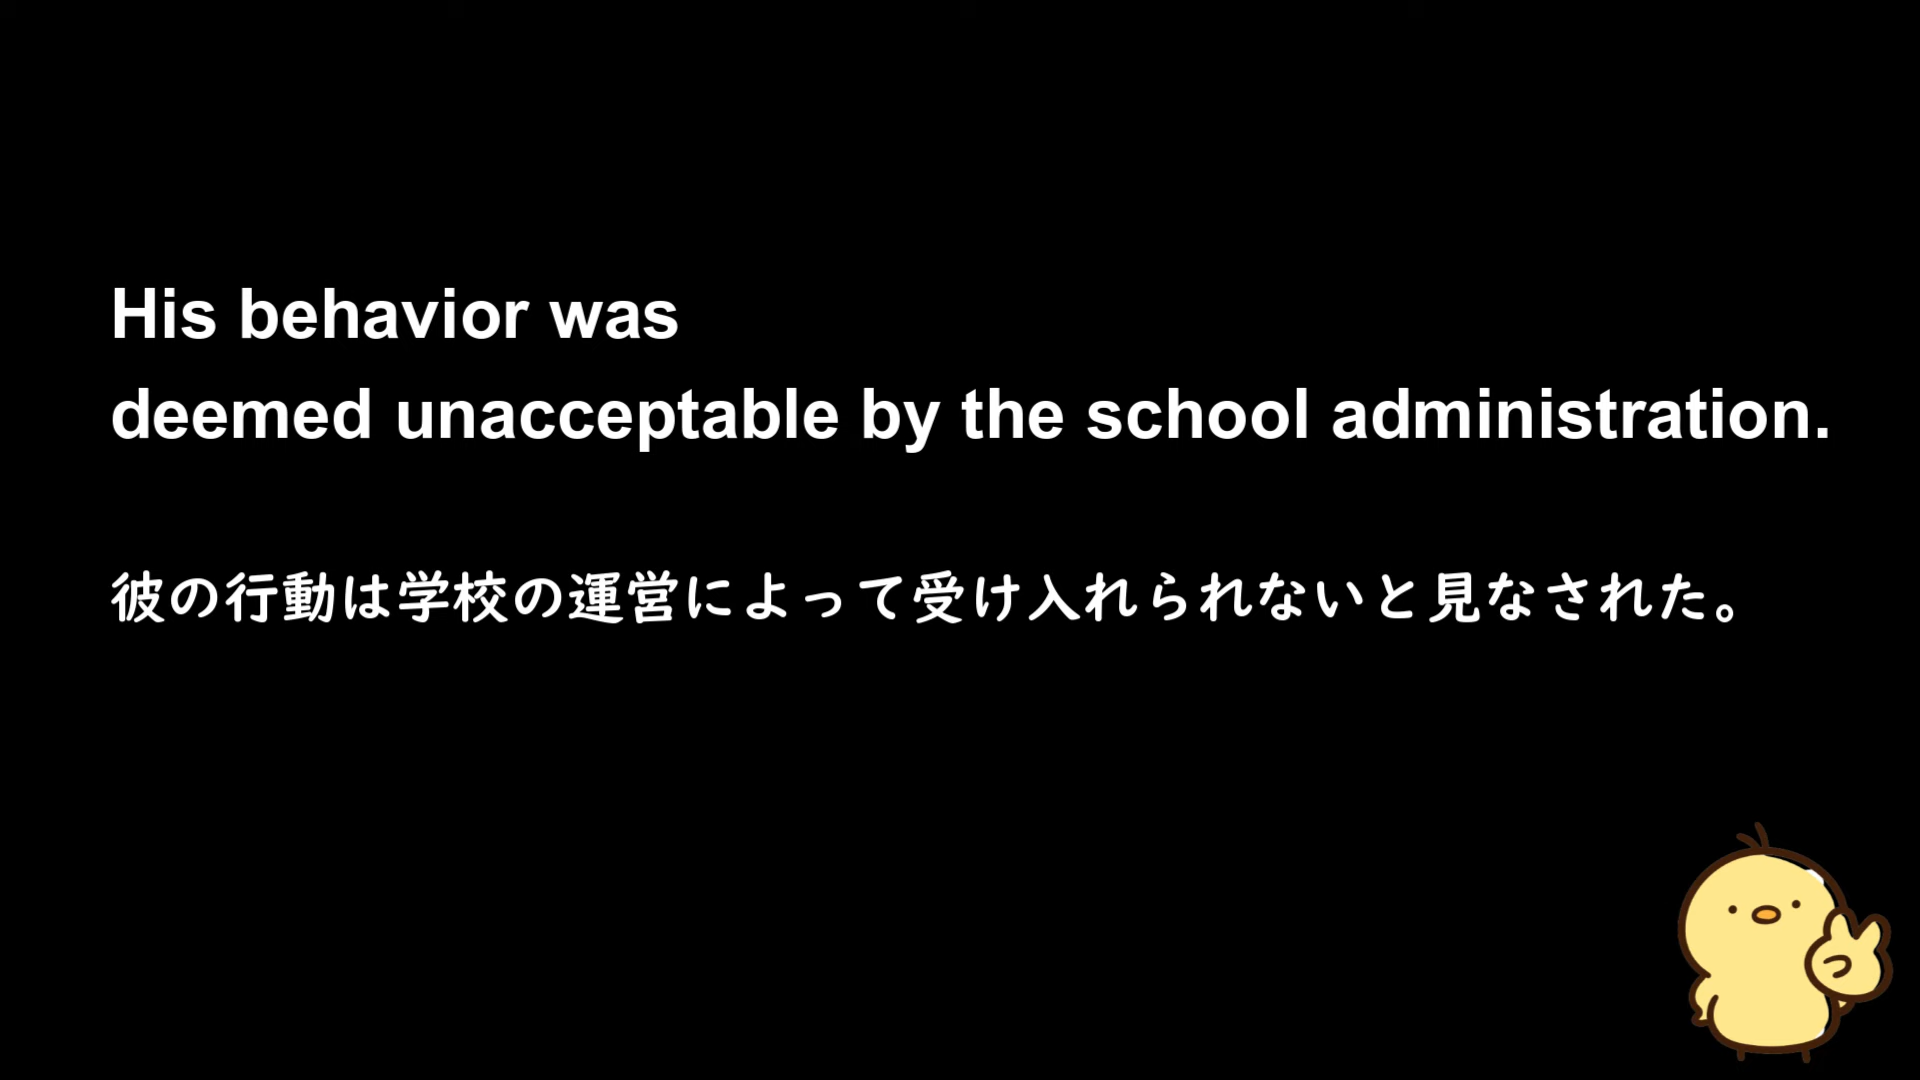 His behavior was
deemed unacceptable by the school administration.
彼の行動は学校の運営によって受け入れられないと見なされた。